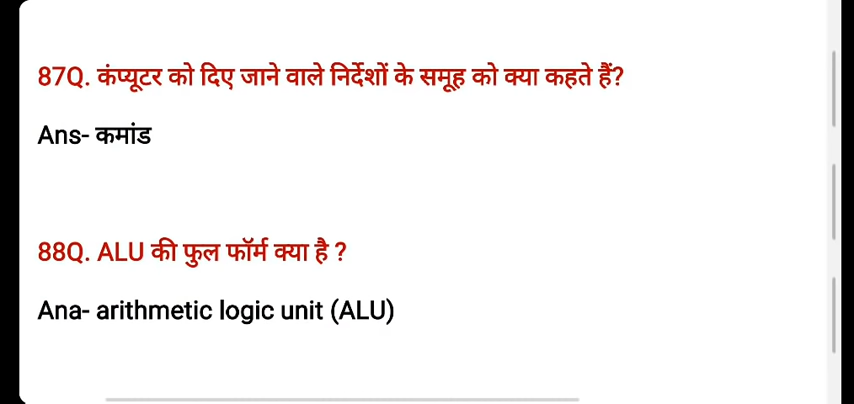 87Q. कंप्यूटर को दिए जाने वाले निर्देशों के समूह को क्या कहते हैं?
Ans- कमांड
88Q. ALU की फुल फॉर्म क्या है ?
Ana- arithmetic logic unit (ALU)